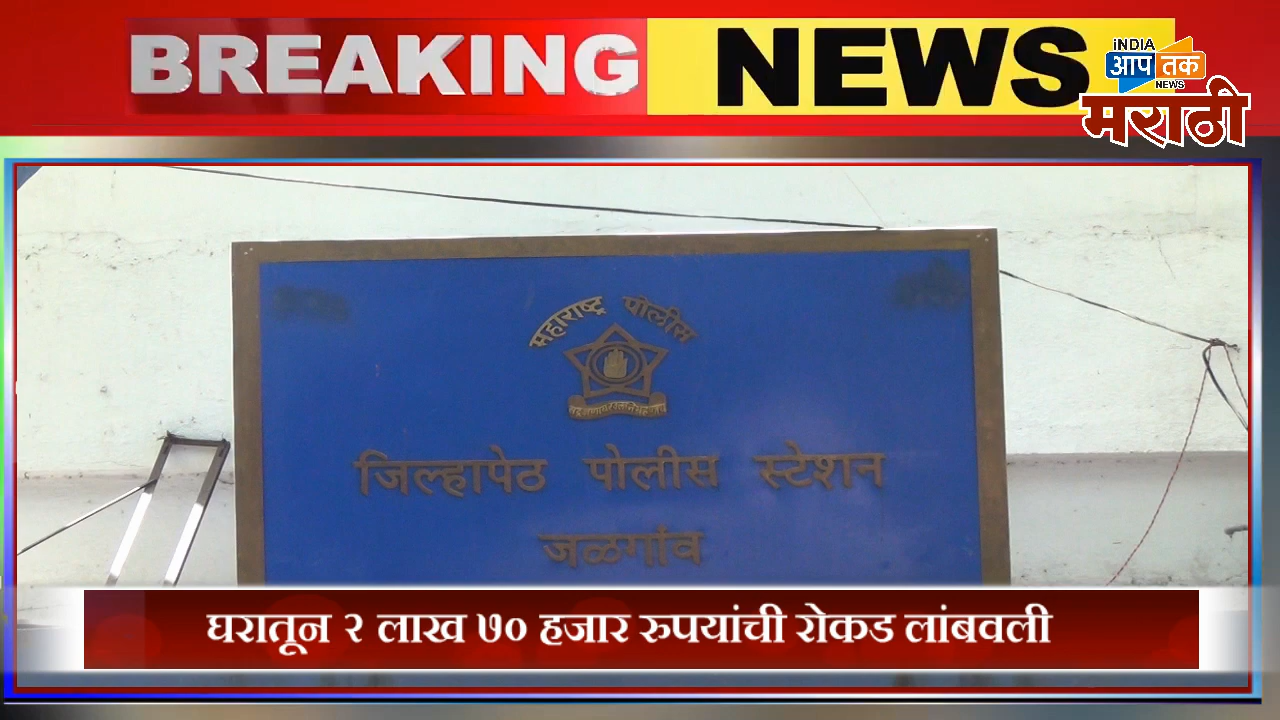 BREAKING NEWS
INDIA
आप तक
NEWS
मराठी
महाराष्ट्र पोलीस
जिल्हापेठ पोलीस स्टेशन
जळगांव
घरातून २ लाख ७० हजार रुपयांची रोकड लांबवली